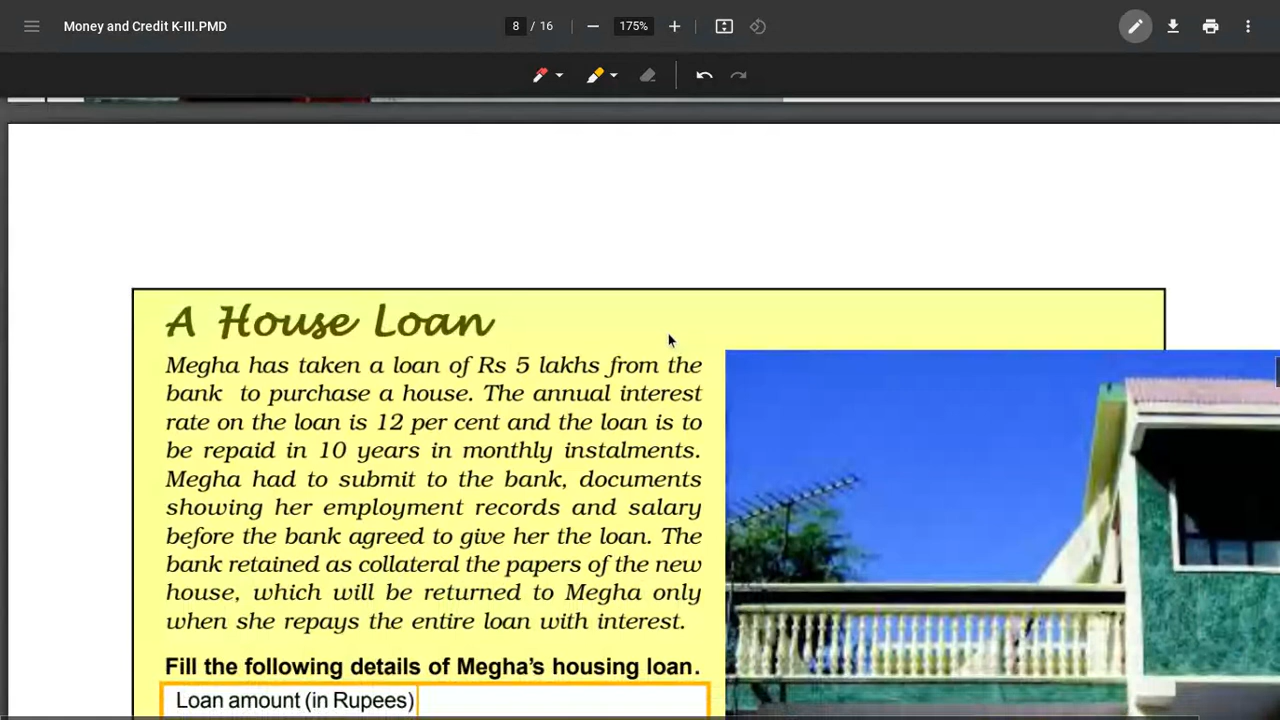 Money and Credit K-III.PMD
8 / 16
175%
A House Loan
Megha has taken a loan of Rs 5 lakhs from the
bank to purchase a house. The annual interest
rate on the loan is 12 per cent and the loan is to
be repaid in 10 years in monthly instalments.
Megha had to submit to the bank, documents
showing her employment records and salary
before the bank agreed to give her the loan. The
bank retained as collateral the papers of the new
house, which will be returned to Megha only
when she repays the entire loan with interest.
Fill the following details of Megha’s housing loan.
Loan amount (in Rupees)